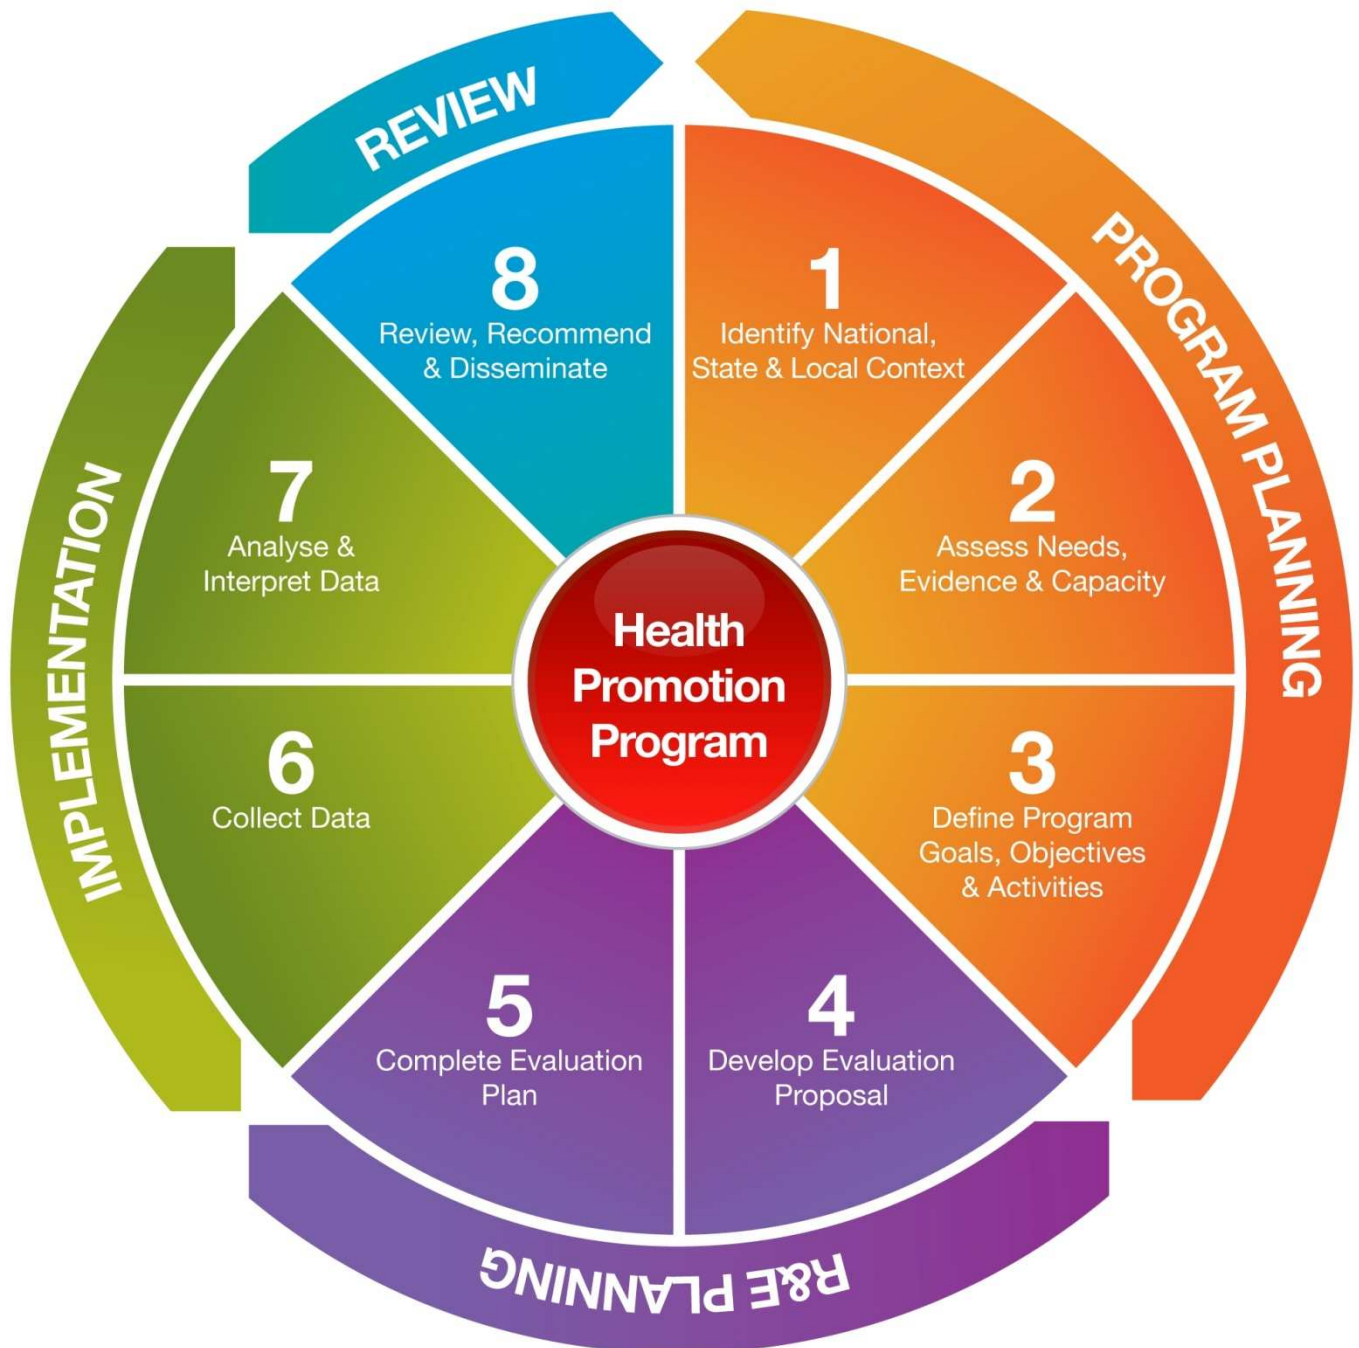 REVIEW
PROGRAM PLANNING
8
Review, Recommend
& Disseminate
1
Identify National,
State & Local Context
7
Analyse &
Interpret Data
2
Assess Needs,
Evidence & Capacity
Health
Promotion
Program
IMPLEMENTATION
6
Collect Data
3
Define Program
Goals, Objectives
& Activities
5
Complete Evaluation
Plan
4
Develop Evaluation
Proposal
R&E PLANNING